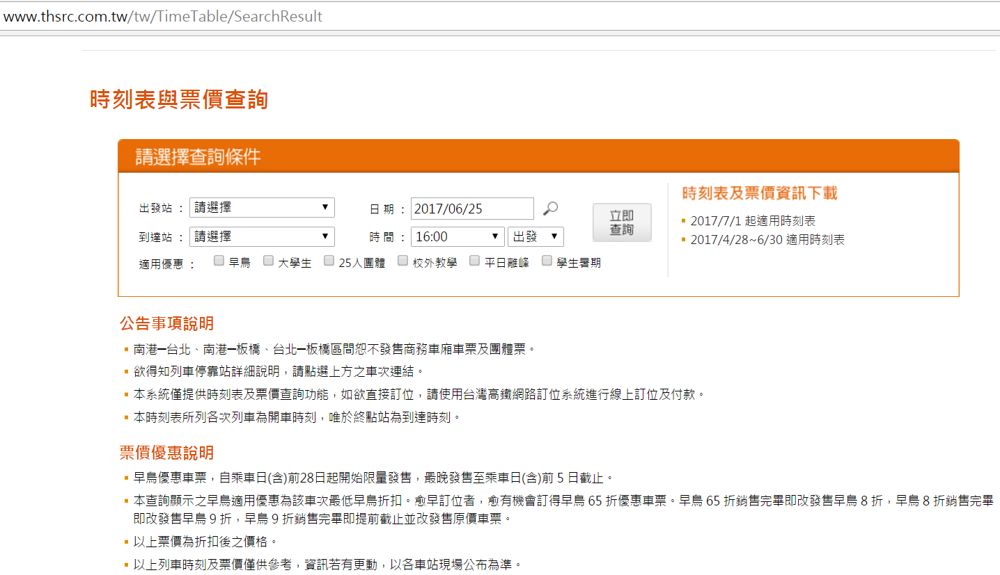 www.thsrc.com.tw/tw/TimeTable/SearchResult
時刻表與票價查詢
請選擇查詢條件
出發站 : 請選擇 日 期 : 2017/06/25
到達站 : 請選擇 時 間 : 16:00 出發
立即
查詢
適用優惠 : 早鳥 大學生 25人團體 校外教學 平日離峰 學生暑期
時刻表及票價資訊下載
2017/7/1 起適用時刻表
2017/4/28~6/30 適用時刻表
公告事項說明
南港─台北、南港─板橋、台北─板橋區間恕不發售商務車廂車票及團體票。
欲得知列車停靠站詳細說明，請點選上方之車次連結。
本系統僅提供時刻表及票價查詢功能，如欲直接訂位，請使用台灣高鐵網路訂位系統進行線上訂位及付款。
本時刻表所列各次列車為開車時刻，唯於終點站為到達時刻。
票價優惠說明
早鳥優惠車票，自乘車日(含)前28日起開始限量發售，最晚發售至乘車日(含)前 5 日截止。
本查詢顯示之早鳥適用優惠為該車次最低早鳥折扣。愈早訂位者，愈有機會訂得早鳥 65 折優惠車票。早鳥 65 折銷售完畢即改發售早鳥 8 折，早鳥 8 折銷售完畢
即改發售早鳥 9 折，早鳥 9 折銷售完畢即提前截止並改發售原價車票。
以上票價為折扣後之價格。
以上列車時刻及票價僅供參考，資訊若有更動，以各車站現場公布為準。